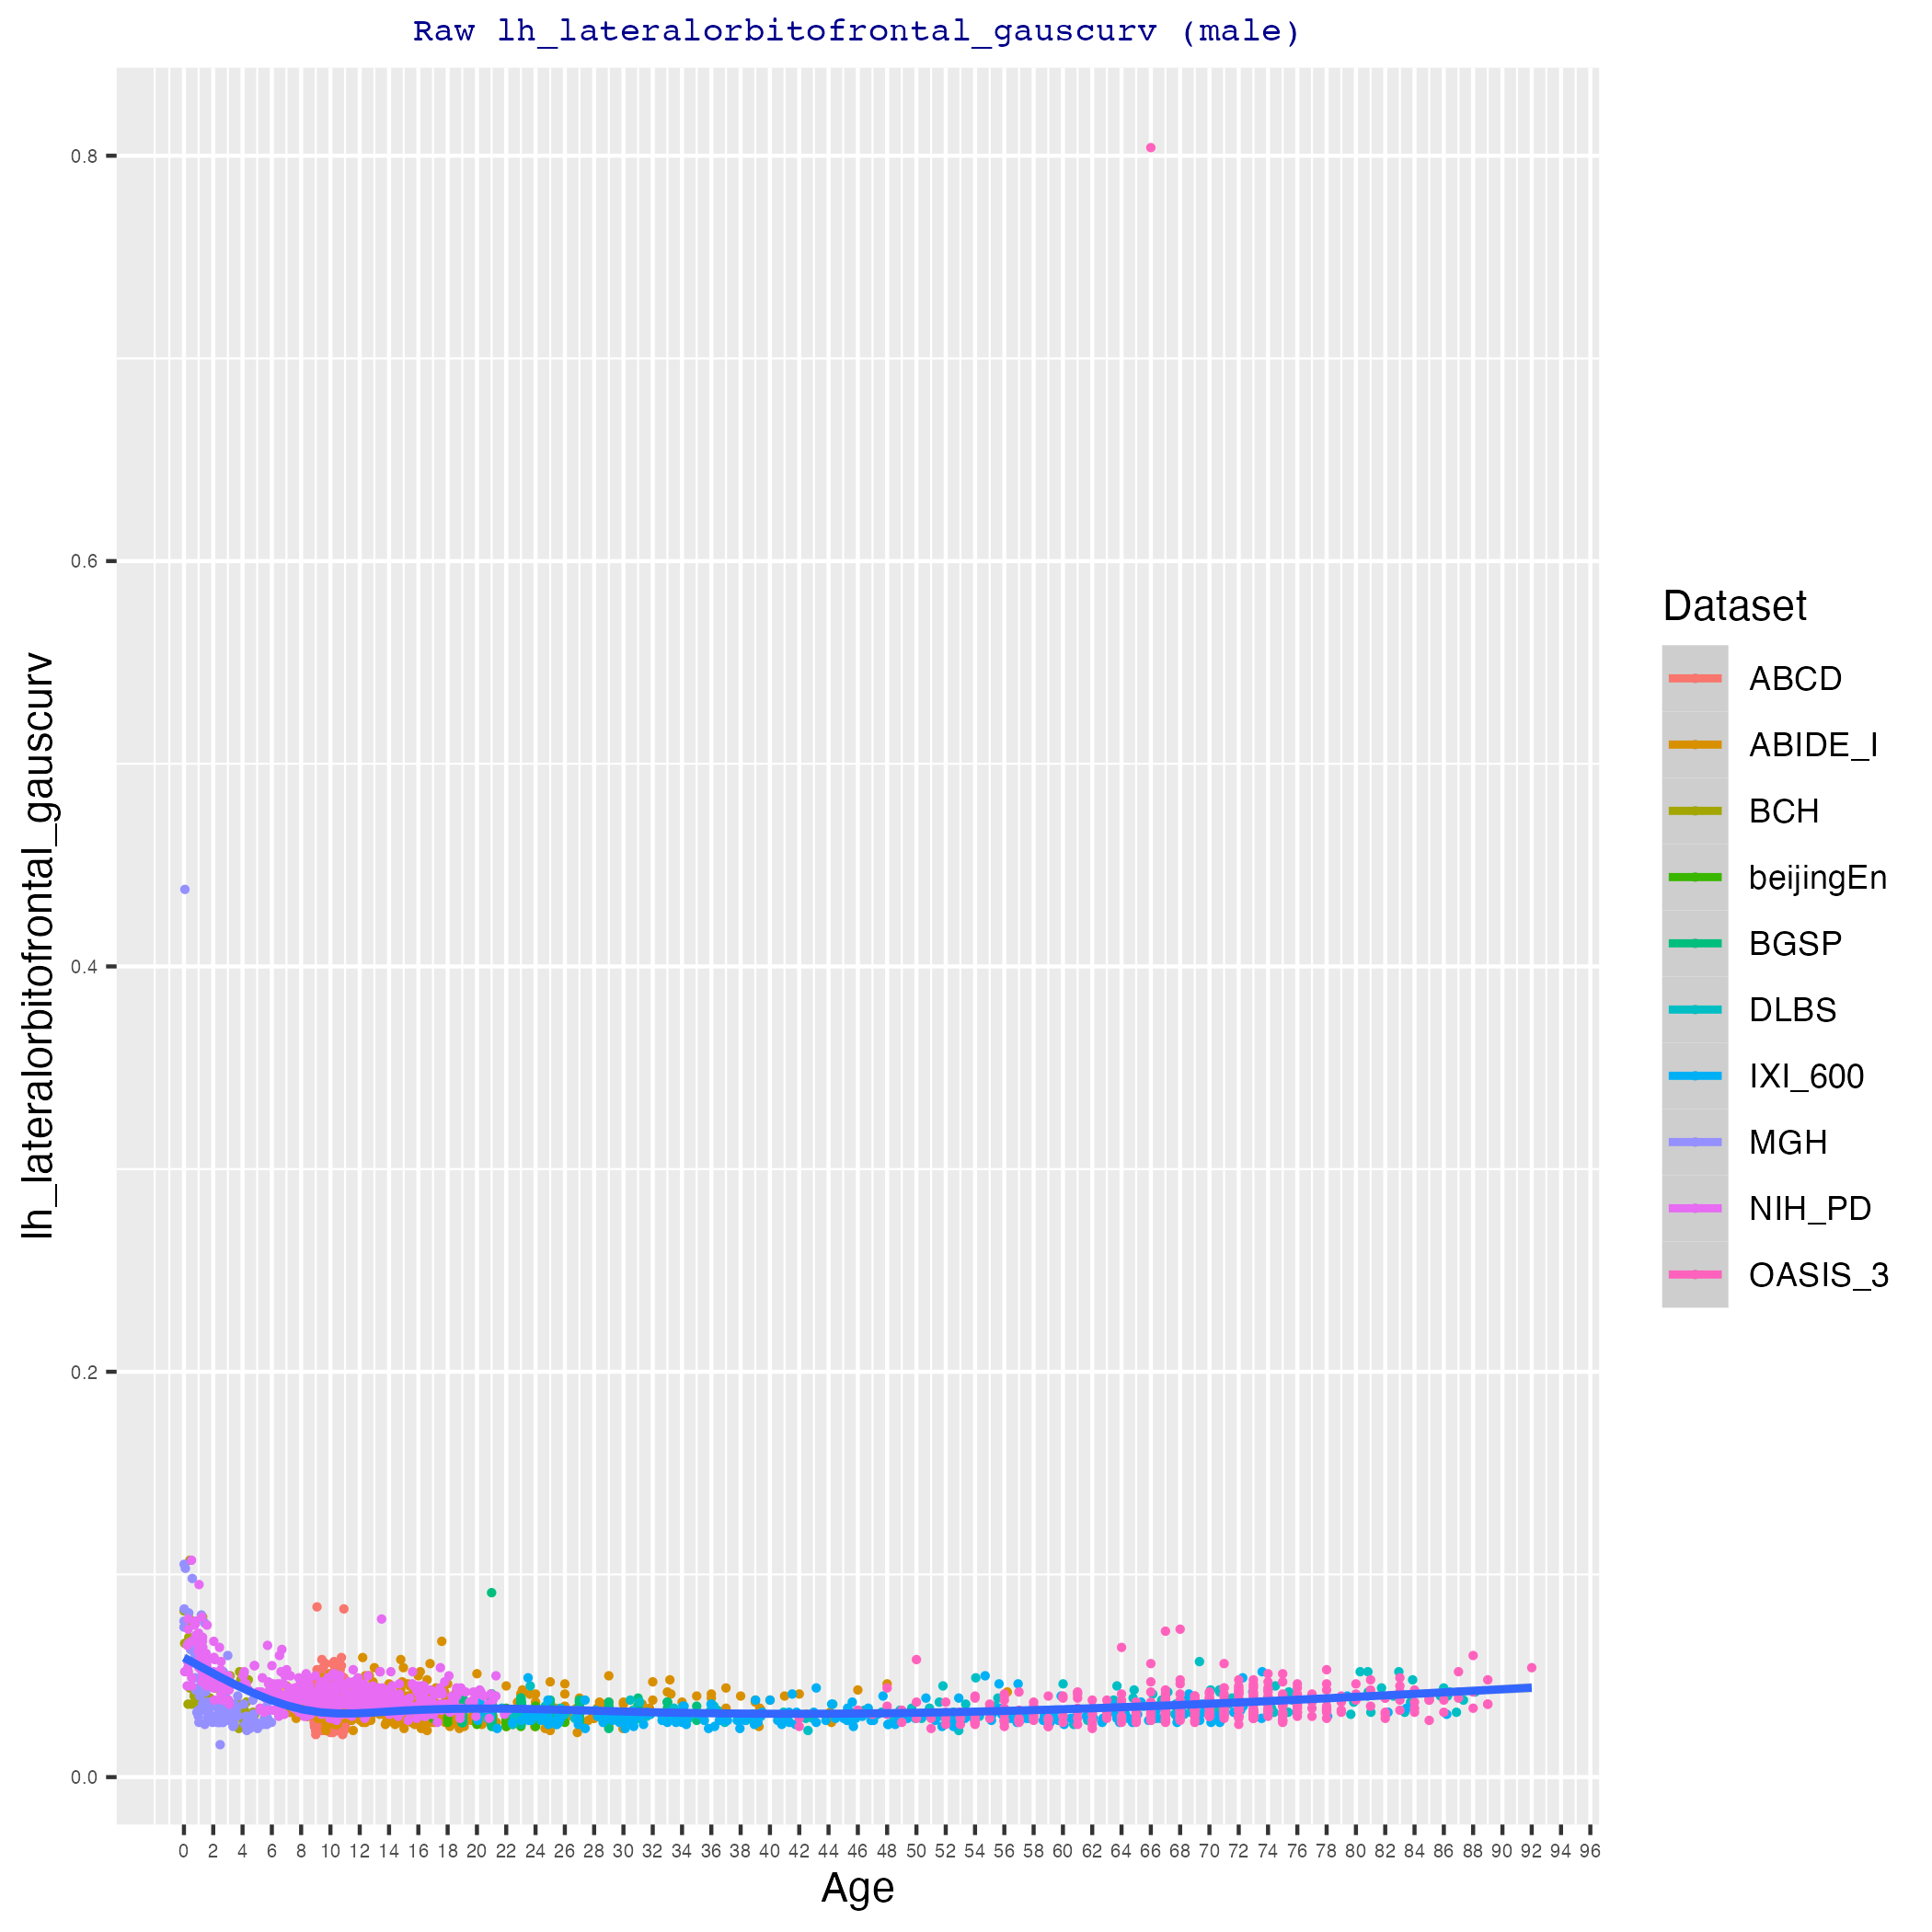 Raw lh_lateralorbitofrontal_gauscurv (male)
lh_lateralorbitofrontal_gauscurv
0.8
0.6
0.4
0.2
0.0
0 2 4 6 8 10 12 14 16 18 20 22 24 26 28 30 32 34 36 38 40 42 44 46 48 50 52 54 56 58 60 62 64 66 68 70 72 74 76 78 80 82 84 86 88 90 92 94 96
Age
Dataset
ABCD
ABIDE_I
BCH
beijingEn
BGSP
DLBS
IXI_600
MGH
NIH_PD
OASIS_3